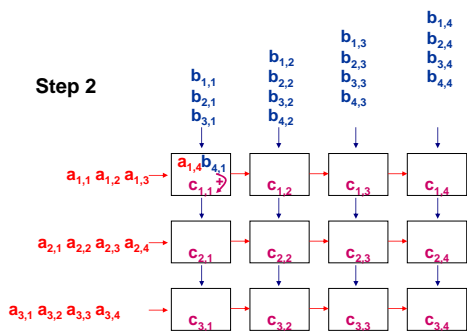 Step 2
b1,1
b2,1
b3,1
b1,2
b2,2
b3,2
b4,2
b1,3
b2,3
b3,3
b4,3
b1,4
b2,4
b3,4
b4,4
a1,1 a1,2 a1,3
a1,4 b4,1
+
c1,1
c1,2
c1,3
c1,4
a2,1 a2,2 a2,3 a2,4
c2,1
c2,2
c2,3
c2,4
a3,1 a3,2 a3,3 a3,4
c3,1
c3,2
c3,3
c3,4